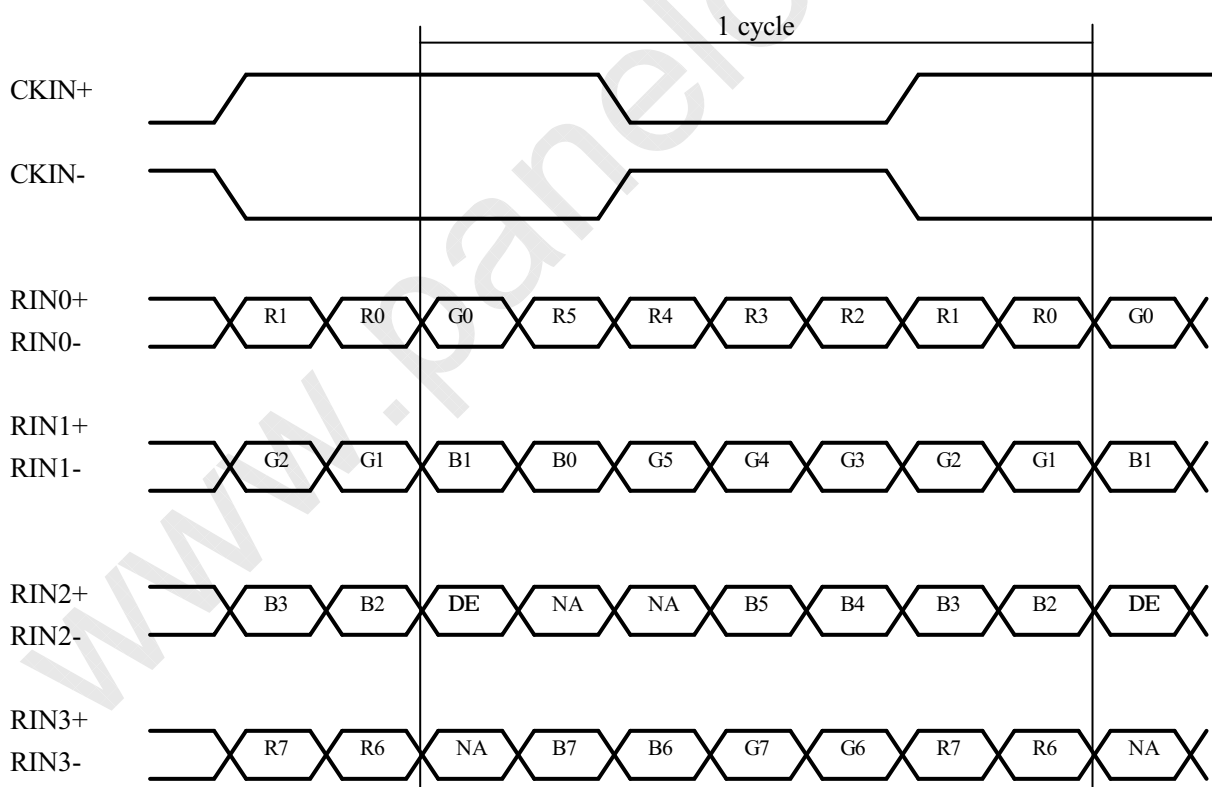 1 cycle
CKIN+
CKIN-
RIN0+
RIN0-
R1 R0 G0 R5 R4 R3 R2 R1 R0 G0
RIN1+
RIN1-
G2 G1 B1 B0 G5 G4 G3 G2 G1 B1
RIN2+
RIN2-
B3 B2 DE NA NA B5 B4 B3 B2 DE
RIN3+
RIN3-
R7 R6 NA B7 B6 G7 G6 R7 R6 NA